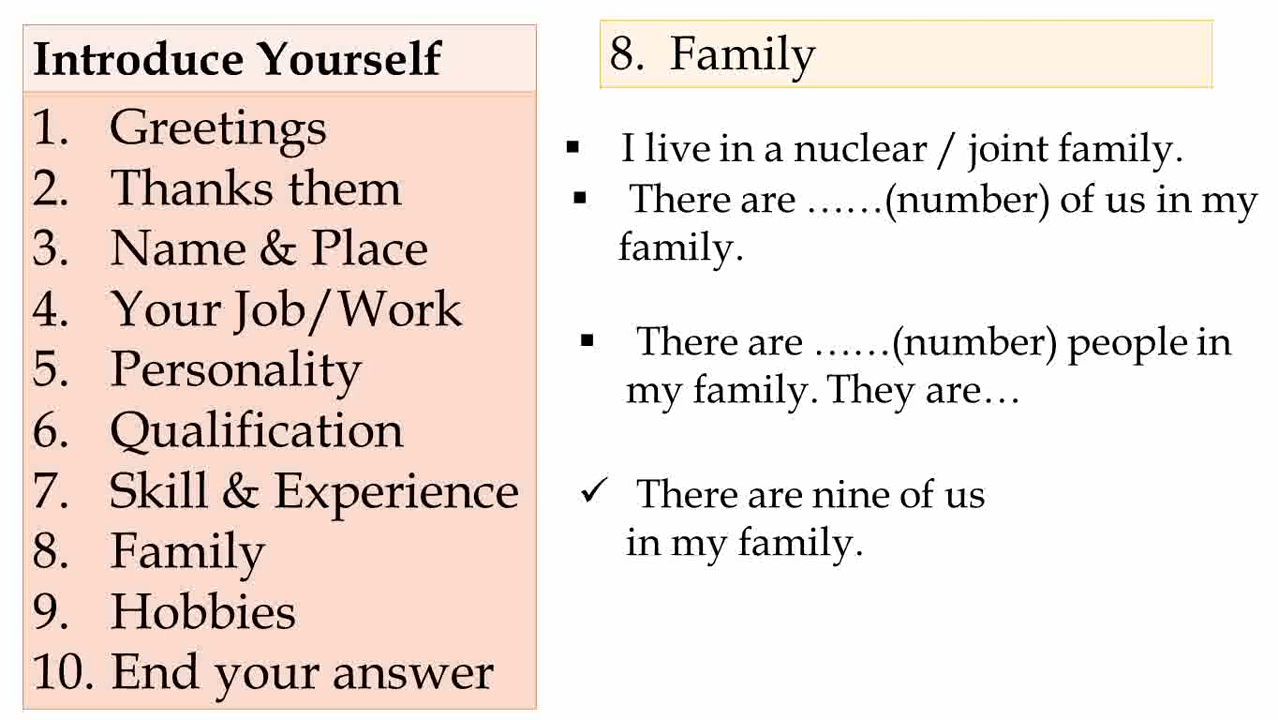 Introduce Yourself
1. Greetings
2. Thanks them
3. Name & Place
4. Your Job/Work
5. Personality
6. Qualification
7. Skill & Experience
8. Family
9. Hobbies
10. End your answer
8. Family
▪ I live in a nuclear / joint family.
▪ There are ……(number) of us in my
family.
▪ There are ……(number) people in
my family. They are…
✓ There are nine of us
in my family.